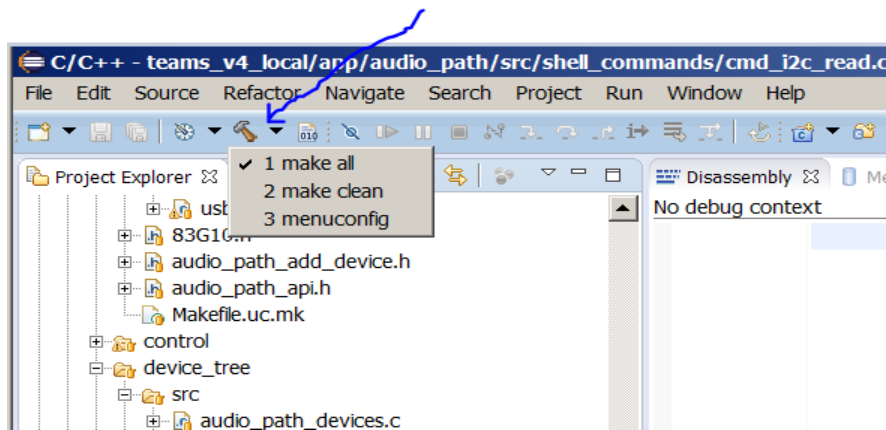 C/C++ - teams_v4_local/app/audio_path/src/shell_commands/cmd_i2c_read.c
File Edit Source Refactor Navigate Search Project Run Window Help
010
Project Explorer
Disassembly
1 make all
2 make clean
3 menuconfig
No debug context
audio_path_add_device.h
audio_path_api.h
Makefile.uc.mk
control
device_tree
src
audio_path_devices.c